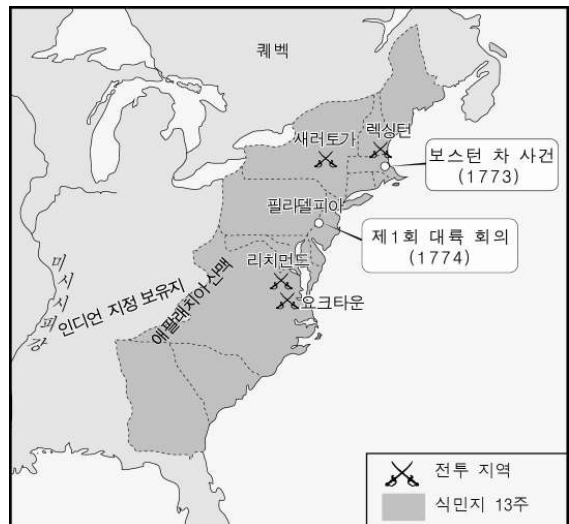 퀘벡
새러토가
렉싱턴
보스턴 차 사건
(1773)
필라델피아
제1회 대륙 회의
(1774)
리치먼드
요크타운
미시시피강
인디언 지정 보유지
애팔래치아 산맥
전투 지역
식민지 13주